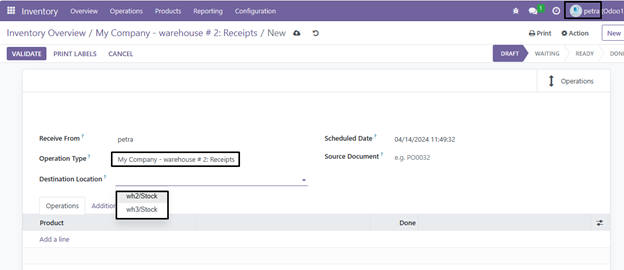 Inventory Overview Operations Products Reporting Configuration 1 petra (Odoo1
Inventory Overview / My Company - warehouse # 2: Receipts / New Print Action New
VALIDATE PRINT LABELS CANCEL DRAFT WAITING READY DONE
Operations
Receive From ? petra Scheduled Date ? 04/14/2024 11:49:32
Operation Type ? My Company - warehouse # 2: Receipts Source Document ? e.g. PO0032
Destination Location ?
wh2/Stock
Operations Addition wh3/Stock
Product Done
Add a line